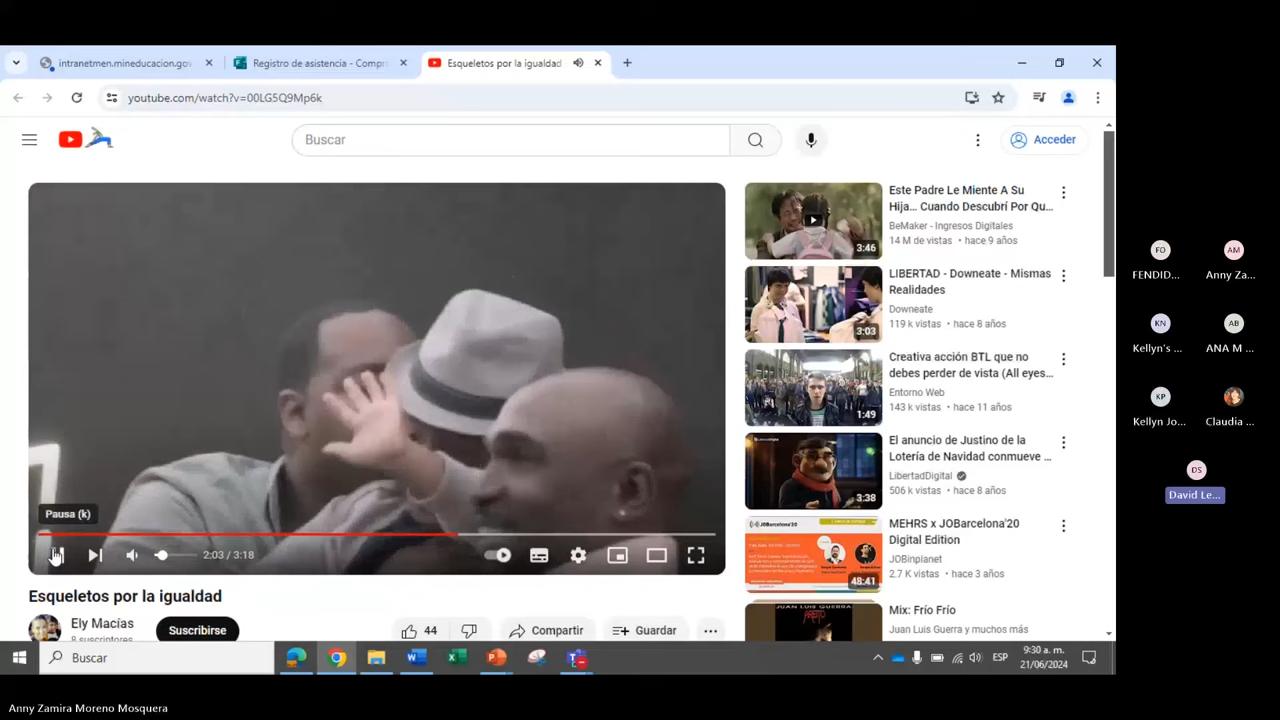 intranetmen.mineducacion.gov
Registro de asistencia - Compro
Esqueletos por la igualdad
youtube.com/watch?v=00LG5Q9Mp6k
Buscar
Acceder
Este Padre Le Miente A Su
Hija… Cuando Descubrí Por Qu…
BeMaker - Ingresos Digitales
14 M de vistas • hace 9 años
3:46
LIBERTAD - Downeate - Mismas
Realidades
Downeate
119 k vistas • hace 8 años
3:03
Creativa acción BTL que no
debes perder de vista (All eyes…
Entorno Web
143 k vistas • hace 11 años
1:49
El anuncio de Justino de la
Lotería de Navidad conmueve …
LibertadDigital
506 k vistas • hace 8 años
3:38
MEHRS x JOBarcelona'20
Digital Edition
JOBinplanet
2.7 K vistas • hace 3 años
48:41
JUAN LUIS GUERRA
Mix: Frío Frío
Juan Luis Guerra y muchos más
Pausa (k)
2:03 / 3:18
Esqueletos por la igualdad
Ely Macías
8 suscriptores
Suscribirse
44
Compartir
Guardar
Buscar
ESP
9:30 a. m.
21/06/2024
FO
FENDID...
AM
Anny Za...
KN
Kellyn's ...
AB
ANA M ...
KP
Kellyn Jo...
Claudia ...
DS
David Le...
Anny Zamira Moreno Mosquera